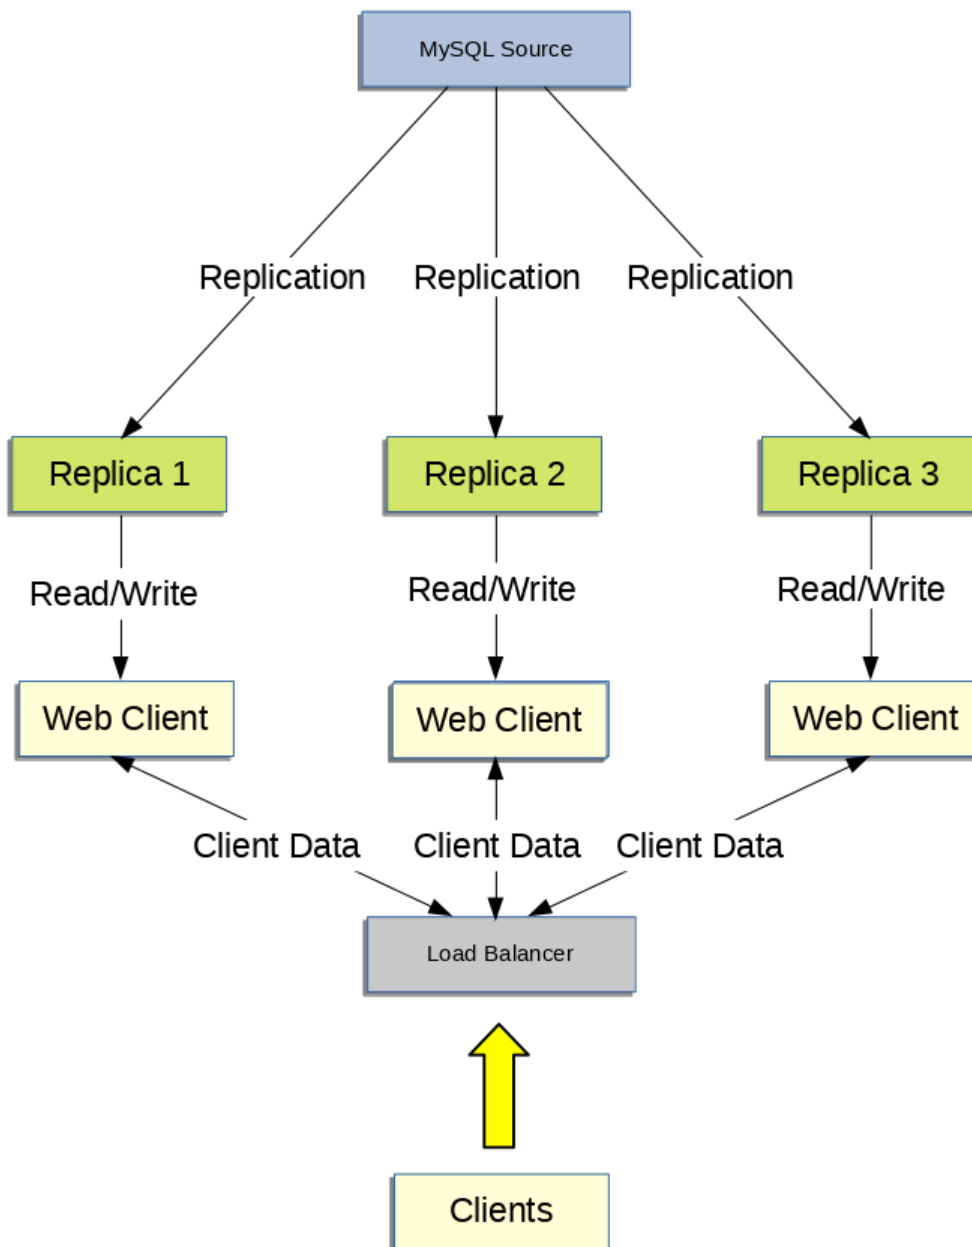 MySQL Source
Replication
Replication
Replication
Replica 1
Replica 2
Replica 3
Read/Write
Read/Write
Read/Write
Web Client
Web Client
Web Client
Client Data
Client Data
Client Data
Load Balancer
Clients